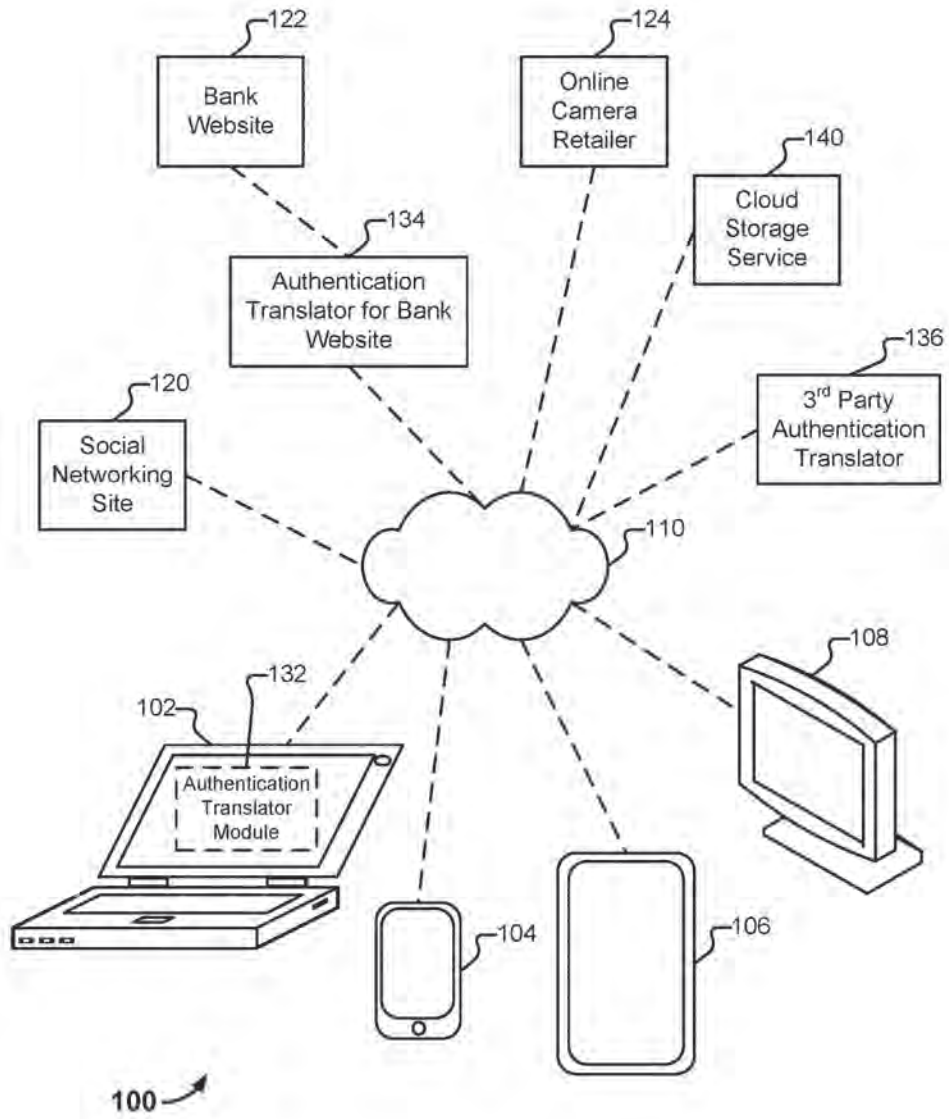 122
Bank
Website
124
Online
Camera
Retailer
140
Cloud
Storage
Service
134
Authentication
Translator for Bank
Website
136
3rd Party
Authentication
Translator
120
Social
Networking
Site
110
108
132
102
Authentication
Translator
Module
104
106
100